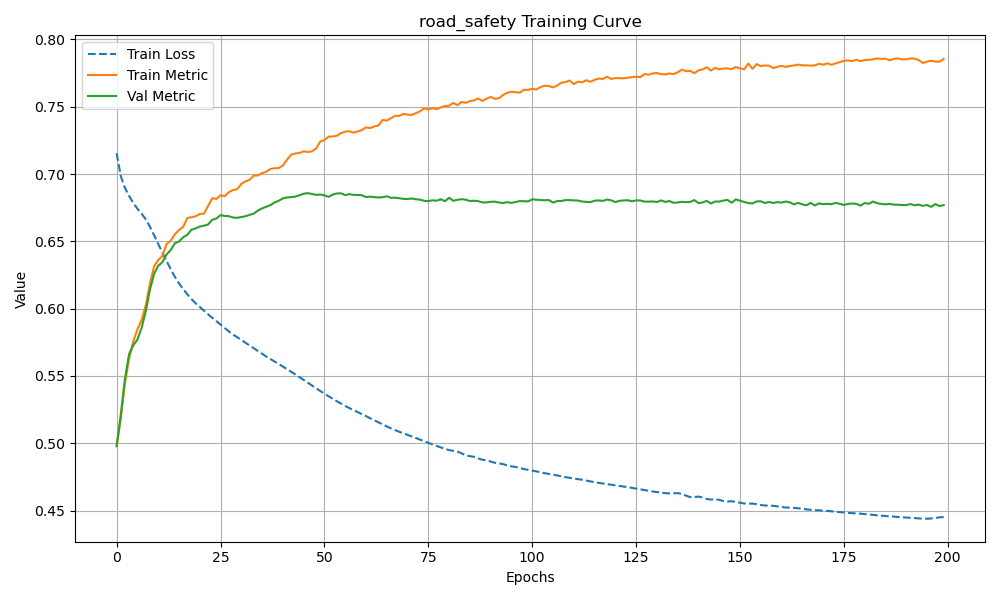 road_safety Training Curve
Train Loss
Train Metric
Val Metric
Value
0.80
0.75
0.70
0.65
0.60
0.55
0.50
0.45
0 25 50 75 100 125 150 175 200
Epochs